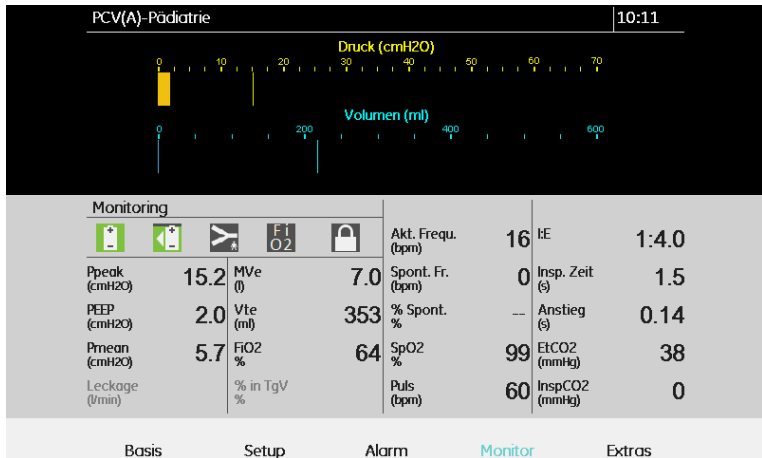 PCV(A)-Pädiatrie 10:11
Druck (cmH2O)
0 10 20 30 40 50 60 70
Volumen (ml)
0 200 400 600
Monitoring
Fi
O2
Akt. Frequ. 16 I:E 1:4.0
(bpm)
Ppeak 15.2 MVe 7.0 Spont. Fr. 0 Insp. Zeit 1.5
(cmH2O) (l) (bpm) (s)
PEEP 2.0 Vte 353 % Spont. -- Anstieg 0.14
(cmH2O) (ml) % (s)
Pmean 5.7 FiO2 64 SpO2 99 EtCO2 38
(cmH2O) % % (mmHg)
Leckage % in TgV Puls 60 InspCO2 0
(l/min) % (bpm) (mmHg)
Basis Setup Alarm Monitor Extras